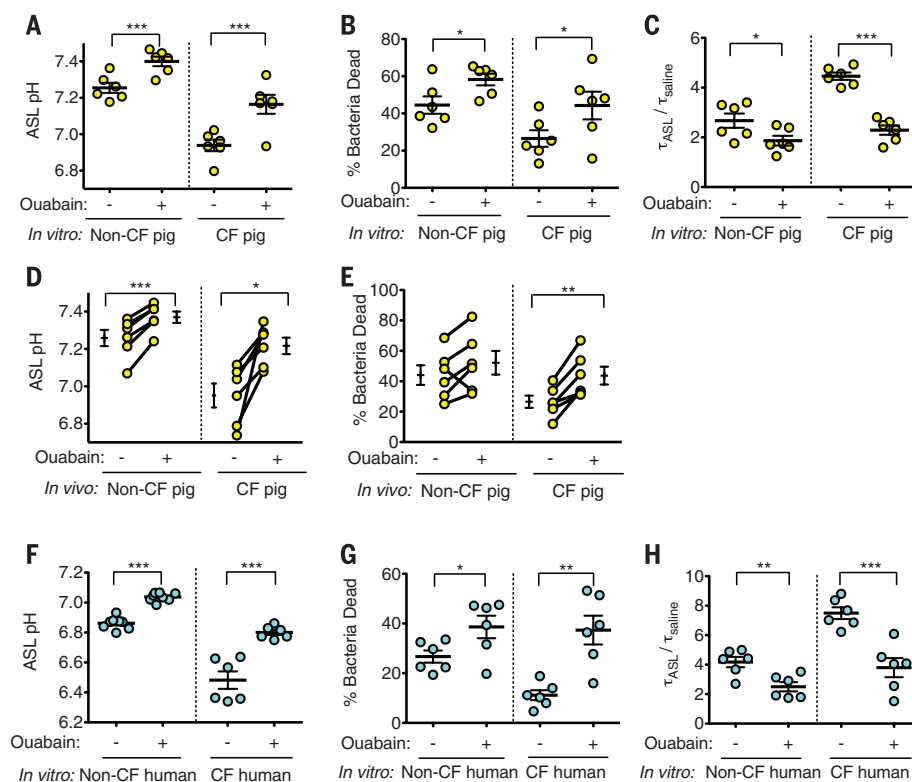 A
***
***
ASL pH
7.4
7.2
7.0
6.8
Ouabain: - + - +
In vitro: Non-CF pig CF pig
B
*
*
% Bacteria Dead
80
60
40
20
0
Ouabain: - + - +
In vitro: Non-CF pig CF pig
C
*
***
τASL / τsaline
6
4
2
0
Ouabain: - + - +
In vitro: Non-CF pig CF pig
D
***
*
ASL pH
7.4
7.2
7.0
6.8
Ouabain: - + - +
In vivo: Non-CF pig CF pig
E
**
% Bacteria Dead
100
80
60
40
20
0
Ouabain: - + - +
In vivo: Non-CF pig CF pig
F
***
***
ASL pH
7.2
7.0
6.8
6.6
6.4
6.2
Ouabain: - + - +
In vitro: Non-CF human CF human
G
*
**
% Bacteria Dead
60
40
20
0
Ouabain: - + - +
In vitro: Non-CF human CF human
H
**
***
τASL / τsaline
10
8
6
4
2
0
Ouabain: - + - +
In vitro: Non-CF human CF human